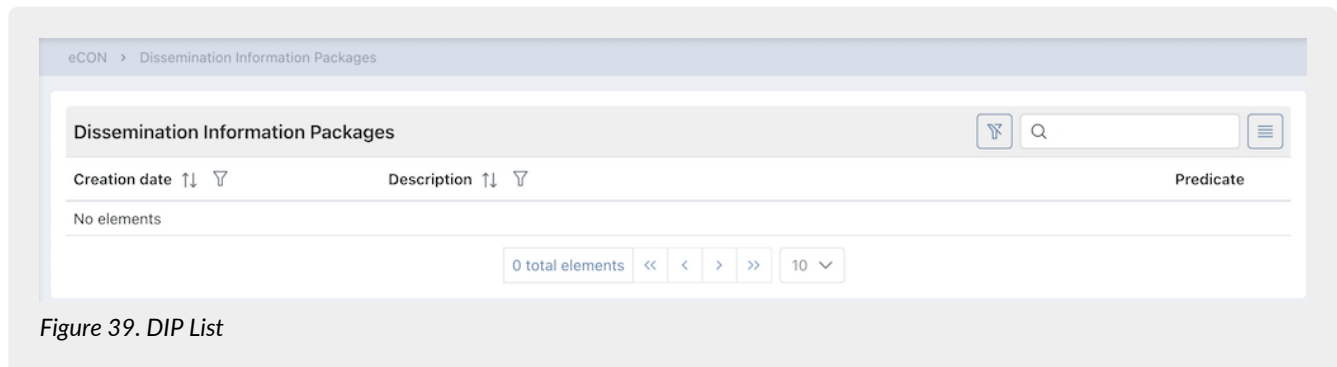 eCON > Dissemination Information Packages
Dissemination Information Packages
Creation date Description Predicate
No elements
0 total elements << < > >> 10
Figure 39. DIP List